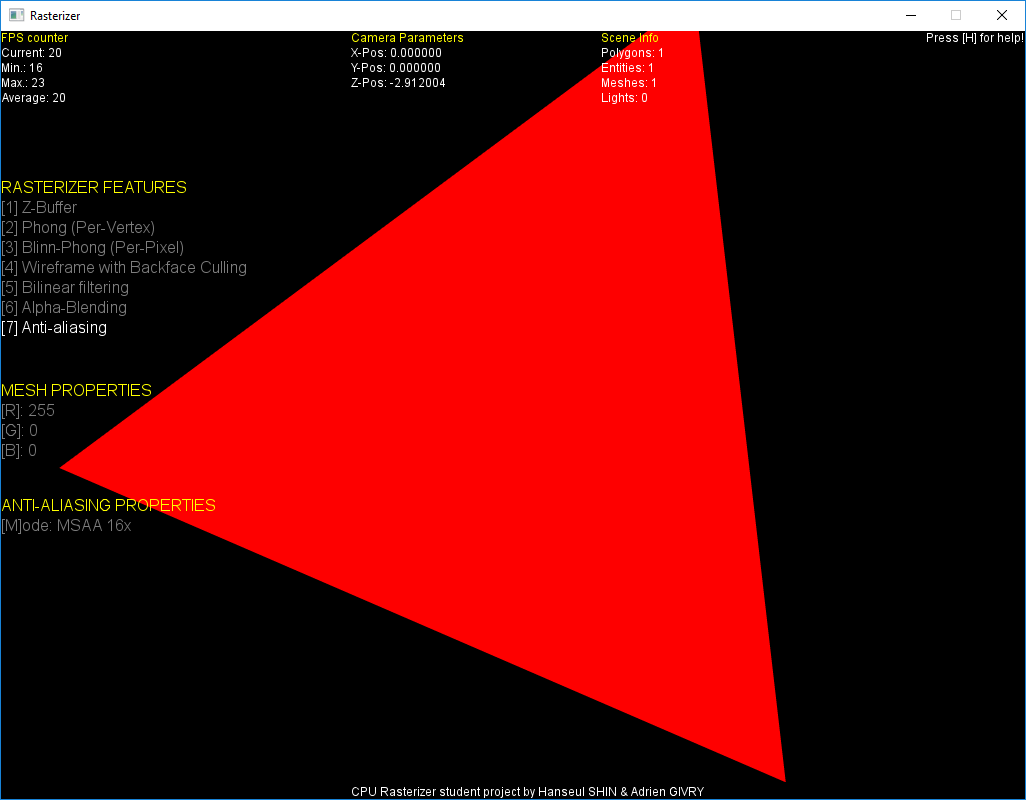 Rasterizer
FPS counter
Current: 20
Min.: 16
Max.: 23
Average: 20
Camera Parameters
X-Pos: 0.000000
Y-Pos: 0.000000
Z-Pos: -2.912004
Scene Info
Polygons: 1
Entities: 1
Meshes: 1
Lights: 0
Press [H] for help!
RASTERIZER FEATURES
[1] Z-Buffer
[2] Phong (Per-Vertex)
[3] Blinn-Phong (Per-Pixel)
[4] Wireframe with Backface Culling
[5] Bilinear filtering
[6] Alpha-Blending
[7] Anti-aliasing
MESH PROPERTIES
[R]: 255
[G]: 0
[B]: 0
ANTI-ALIASING PROPERTIES
[M]ode: MSAA 16x
CPU Rasterizer student project by Hanseul SHIN & Adrien GIVRY